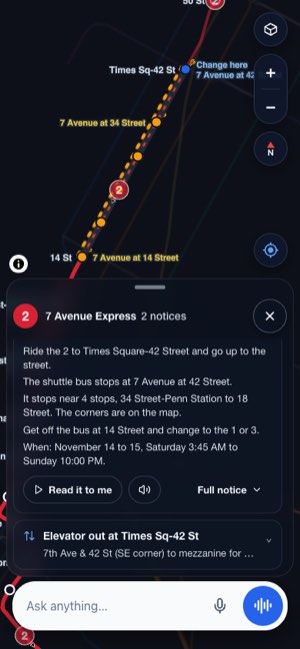 50 St
2
Times Sq-42 St
Change here
7 Avenue at 42
7 Avenue at 34 Street
N
2
14 St
7 Avenue at 14 Street
2
7 Avenue Express 2 notices
Ride the 2 to Times Square-42 Street and go up to the
street.
The shuttle bus stops at 7 Avenue at 42 Street.
It stops near 4 stops, 34 Street-Penn Station to 18
Street. The corners are on the map.
Get off the bus at 14 Street and change to the 1 or 3.
When: November 14 to 15, Saturday 3:45 AM to
Sunday 10:00 PM.
Read it to me
Full notice
Elevator out at Times Sq-42 St
7th Ave & 42 St (SE corner) to mezzanine for ...
Ask anything...
2